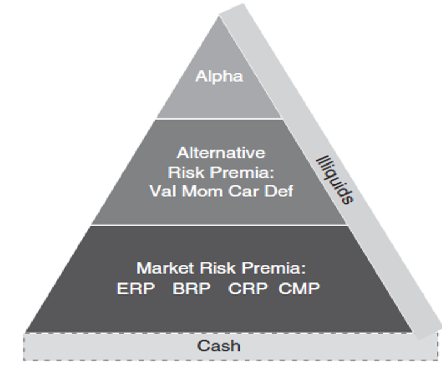 Alpha
Alternative
Risk Premia:
Val Mom Car Def
Illiquids
Market Risk Premia:
ERP BRP CRP CMP
Cash